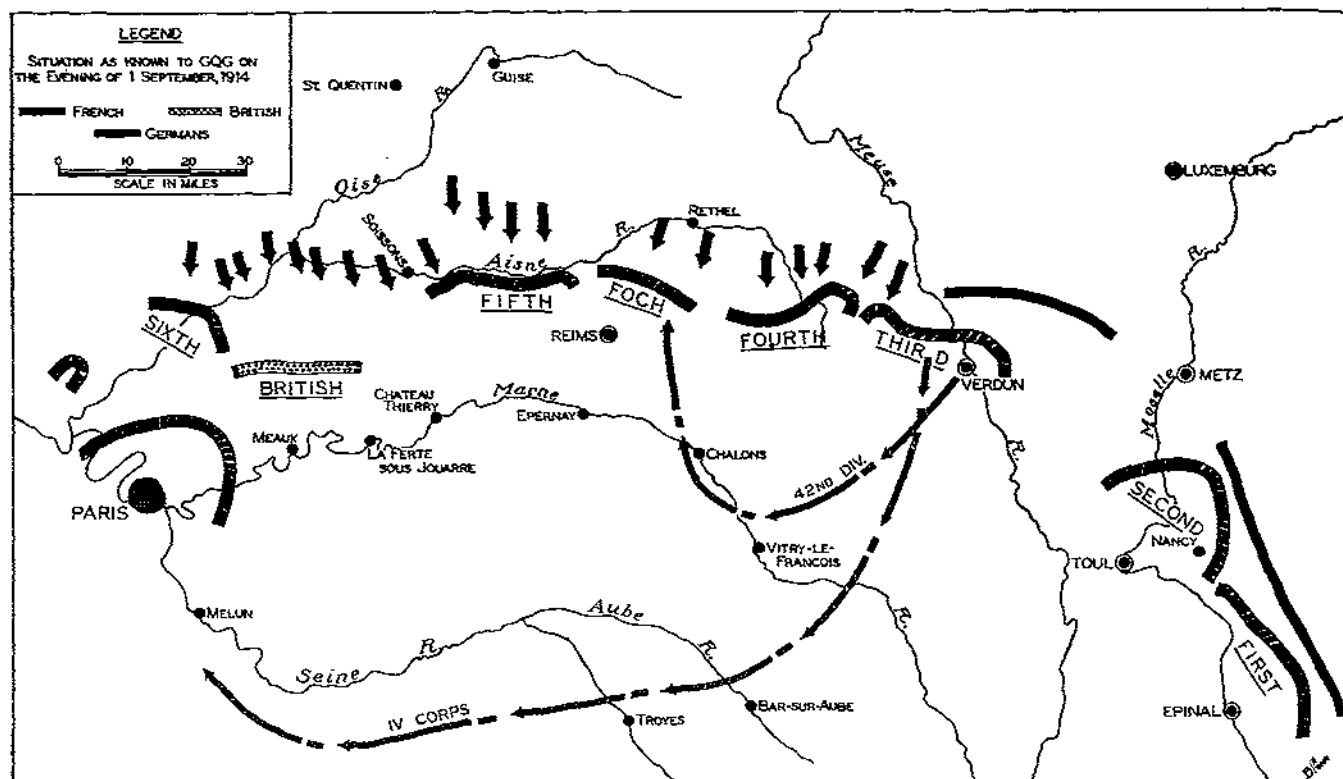 LEGEND
SITUATION AS KNOWN TO GQG ON
THE EVENING OF 1 SEPTEMBER, 1914
FRENCH
BRITISH
GERMANS
0 10 20 30
SCALE IN MILES
ST. QUENTIN
GUISE
R.
Oise
Meuse
LUXEMBURG
R.
SOISSONS
RETHEL
R.
Aisne
SIXTH
FIFTH
FOCH
REIMS
FOURTH
THIRD
VERDUN
METZ
Moselle
BRITISH
CHATEAU
THIERRY
Marne
EPERNAY
MEAUX
LA FERTE
SOUS JOUARRE
CHALONS
R.
PARIS
42ND DIV.
SECOND
NANCY
TOUL
VITRY-LE-
FRANCOIS
MELUN
Aube
R.
R.
Seine
R.
FIRST
IV CORPS
TROYES
BAR-SUR-AUBE
EPINAL